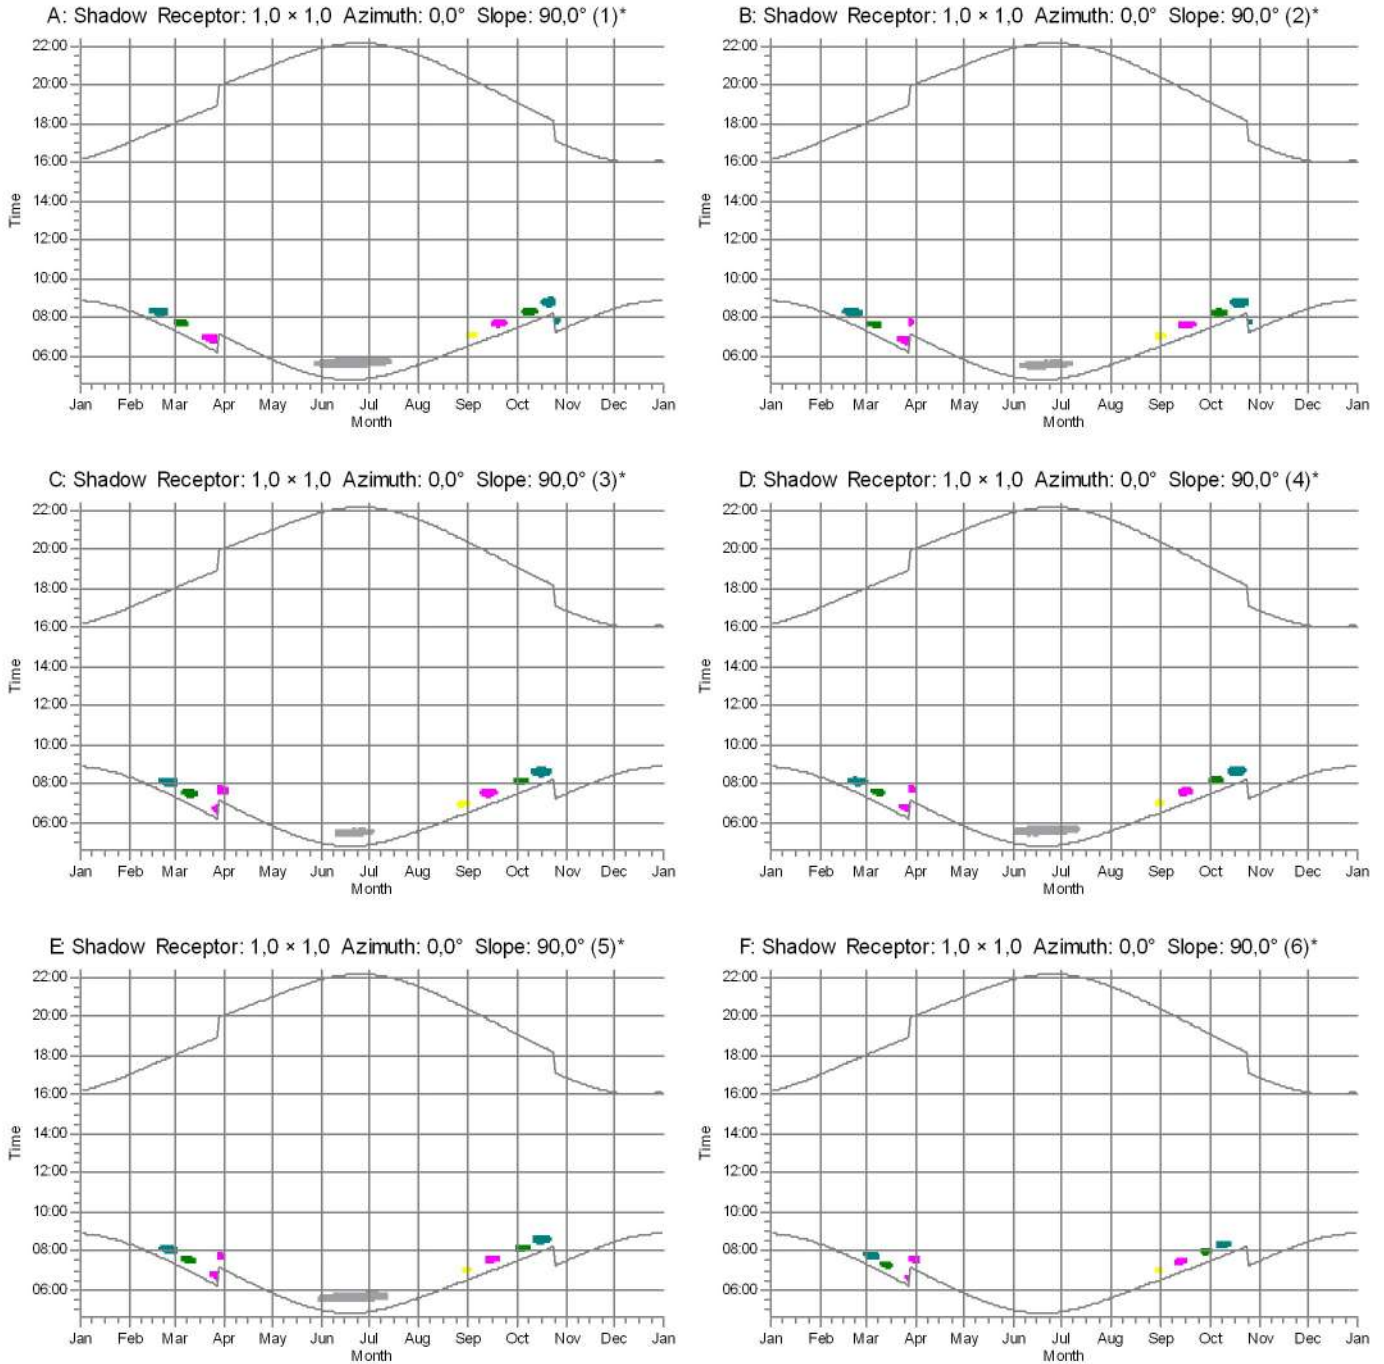 A: Shadow Receptor: 1,0 × 1,0 Azimuth: 0,0° Slope: 90,0° (1)*
22:00
20:00
18:00
16:00
14:00
12:00
10:00
08:00
06:00
Time
Jan Feb Mar Apr May Jun Jul Aug Sep Oct Nov Dec Jan
Month
B: Shadow Receptor: 1,0 × 1,0 Azimuth: 0,0° Slope: 90,0° (2)*
22:00
20:00
18:00
16:00
14:00
12:00
10:00
08:00
06:00
Time
Jan Feb Mar Apr May Jun Jul Aug Sep Oct Nov Dec Jan
Month
C: Shadow Receptor: 1,0 × 1,0 Azimuth: 0,0° Slope: 90,0° (3)*
22:00
20:00
18:00
16:00
14:00
12:00
10:00
08:00
06:00
Time
Jan Feb Mar Apr May Jun Jul Aug Sep Oct Nov Dec Jan
Month
D: Shadow Receptor: 1,0 × 1,0 Azimuth: 0,0° Slope: 90,0° (4)*
22:00
20:00
18:00
16:00
14:00
12:00
10:00
08:00
06:00
Time
Jan Feb Mar Apr May Jun Jul Aug Sep Oct Nov Dec Jan
Month
E: Shadow Receptor: 1,0 × 1,0 Azimuth: 0,0° Slope: 90,0° (5)*
22:00
20:00
18:00
16:00
14:00
12:00
10:00
08:00
06:00
Time
Jan Feb Mar Apr May Jun Jul Aug Sep Oct Nov Dec Jan
Month
F: Shadow Receptor: 1,0 × 1,0 Azimuth: 0,0° Slope: 90,0° (6)*
22:00
20:00
18:00
16:00
14:00
12:00
10:00
08:00
06:00
Time
Jan Feb Mar Apr May Jun Jul Aug Sep Oct Nov Dec Jan
Month